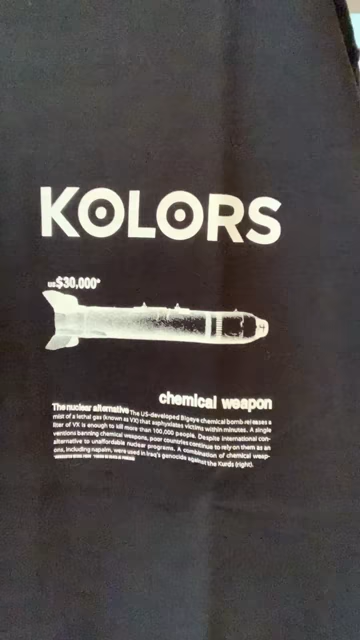 KOLORS
US$30,000*
chemical weapon
The nuclear alternative The US-developed Bigeye chemical bomb releases a
mist of a lethal gas (known as VX) that asphyxiates victims within minutes. A single
liter of VX is enough to kill more than 100,000 people. Despite international con-
ventions banning chemical weapons, poor countries continue to rely on them as an
alternative to unaffordable nuclear programs. A combination of chemical weap-
ons, including napalm, were used in Iraq's genocide against the Kurds (right).